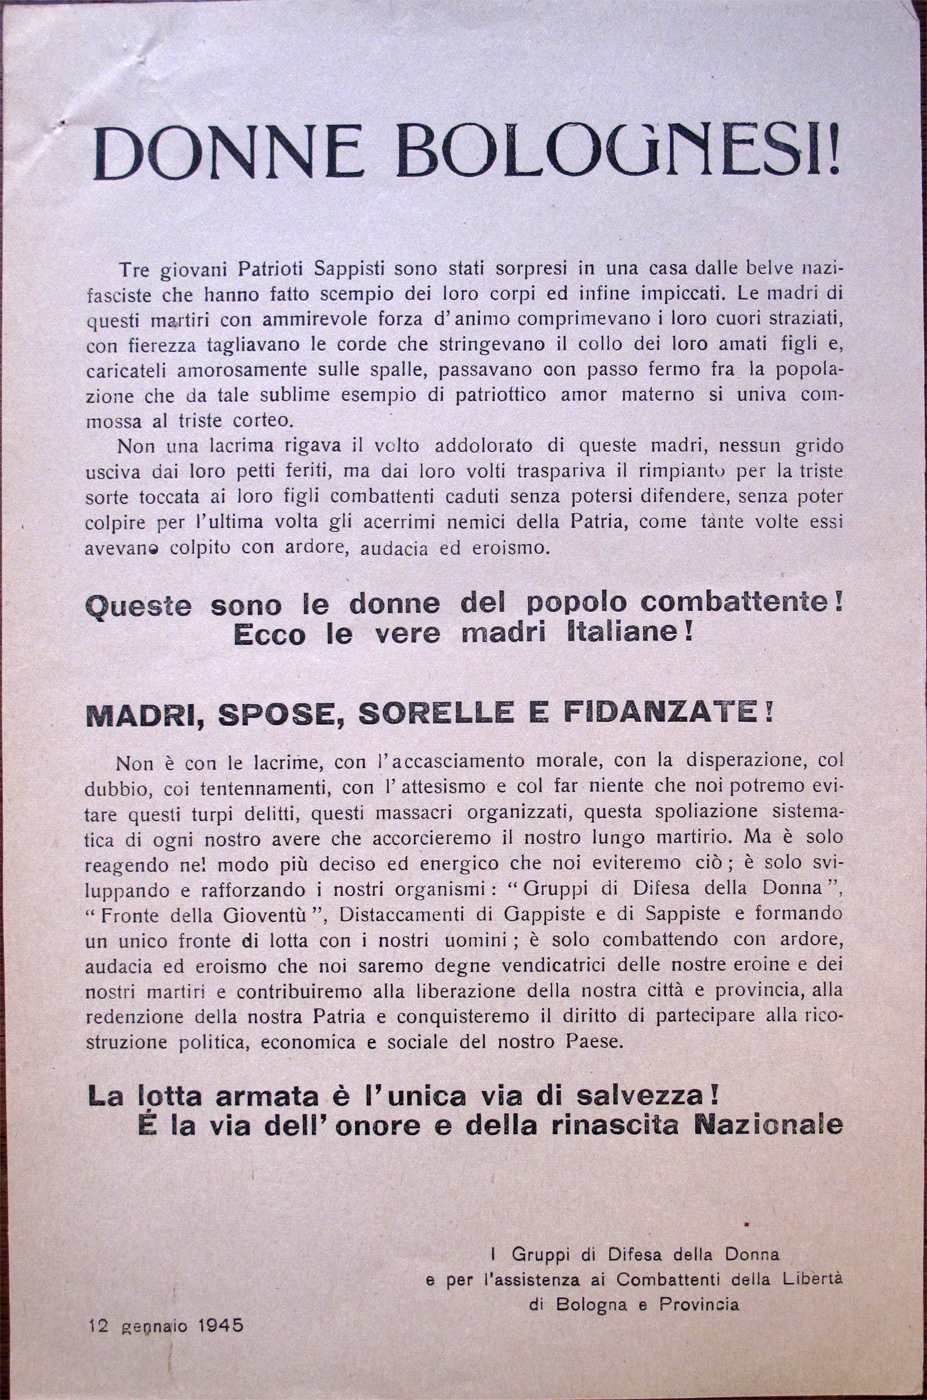 DONNE BOLOGNESI!
Tre giovani Patrioti Sappisti sono stati sorpresi in una casa dalle belve nazi-
fasciste che hanno fatto scempio dei loro corpi ed infine impiccati. Le madri di
questi martiri con ammirevole forza d'animo comprimevano i loro cuori straziati,
con fierezza tagliavano le corde che stringevano il collo dei loro amati figli e,
caricateli amorosamente sulle spalle, passavano con passo fermo fra la popola-
zione che da tale sublime esempio di patriottico amor materno si univa com-
mossa al triste corteo.
Non una lacrima rigava il volto addolorato di queste madri, nessun grido
usciva dai loro petti feriti, ma dai loro volti traspariva il rimpianto per la triste
sorte toccata ai loro figli combattenti caduti senza potersi difendere, senza poter
colpire per l'ultima volta gli acerrimi nemici della Patria, come tante volte essi
avevano colpito con ardore, audacia ed eroismo.
Queste sono le donne del popolo combattente!
Ecco le vere madri Italiane!
MADRI, SPOSE, SORELLE E FIDANZATE!
Non è con le lacrime, con l'accasciamento morale, con la disperazione, col
dubbio, coi tentennamenti, con l'attesismo e col far niente che noi potremo evi-
tare questi turpi delitti, questi massacri organizzati, questa spoliazione sistema-
tica di ogni nostro avere che accorcieremo il nostro lungo martirio. Ma è solo
reagendo nel modo più deciso ed energico che noi eviteremo ciò; è solo svi-
luppando e rafforzando i nostri organismi: “Gruppi di Difesa della Donna”,
“Fronte della Gioventù”, Distaccamenti di Gappiste e di Sappiste e formando
un unico fronte di lotta con i nostri uomini; è solo combattendo con ardore,
audacia ed eroismo che noi saremo degne vendicatrici delle nostre eroine e dei
nostri martiri e contribuiremo alla liberazione della nostra città e provincia, alla
redenzione della nostra Patria e conquisteremo il diritto di partecipare alla rico-
struzione politica, economica e sociale del nostro Paese.
La lotta armata è l'unica via di salvezza!
É la via dell'onore e della rinascita Nazionale
I Gruppi di Difesa della Donna
e per l'assistenza ai Combattenti della Libertà
di Bologna e Provincia
12 gennaio 1945